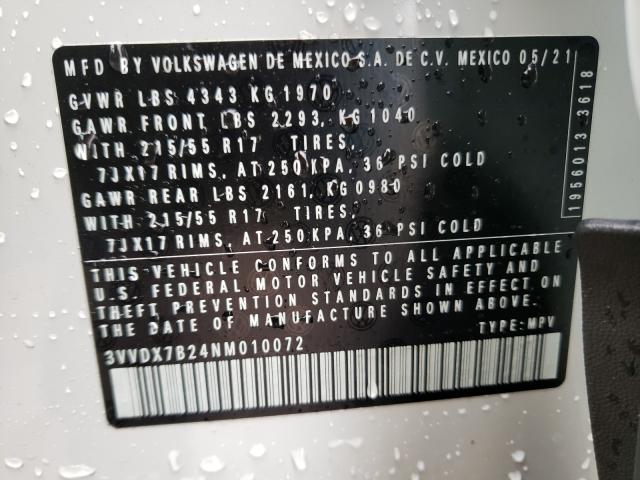 MFD BY VOLKSWAGEN DE MEXICO S.A. DE C.V. MEXICO 05/21
GVWR LBS 4343 KG 1970
GAWR FRONT LBS 2293, KG 1040
WITH 215/55 R17 TIRES,
7JX17 RIMS, AT 250 KPA, 36 PSI COLD
GAWR REAR LBS 2161, KG 0980
WITH 215/55 R17 TIRES,
7JX17 RIMS, AT 250 KPA, 36 PSI COLD
THIS VEHICLE CONFORMS TO ALL APPLICABLE
U.S. FEDERAL MOTOR VEHICLE SAFETY AND
THEFT PREVENTION STANDARDS IN EFFECT ON
THE DATE OF MANUFACTURE SHOWN ABOVE.
3VVDX7B24NM010072 TYPE: MPV
1956013 3618